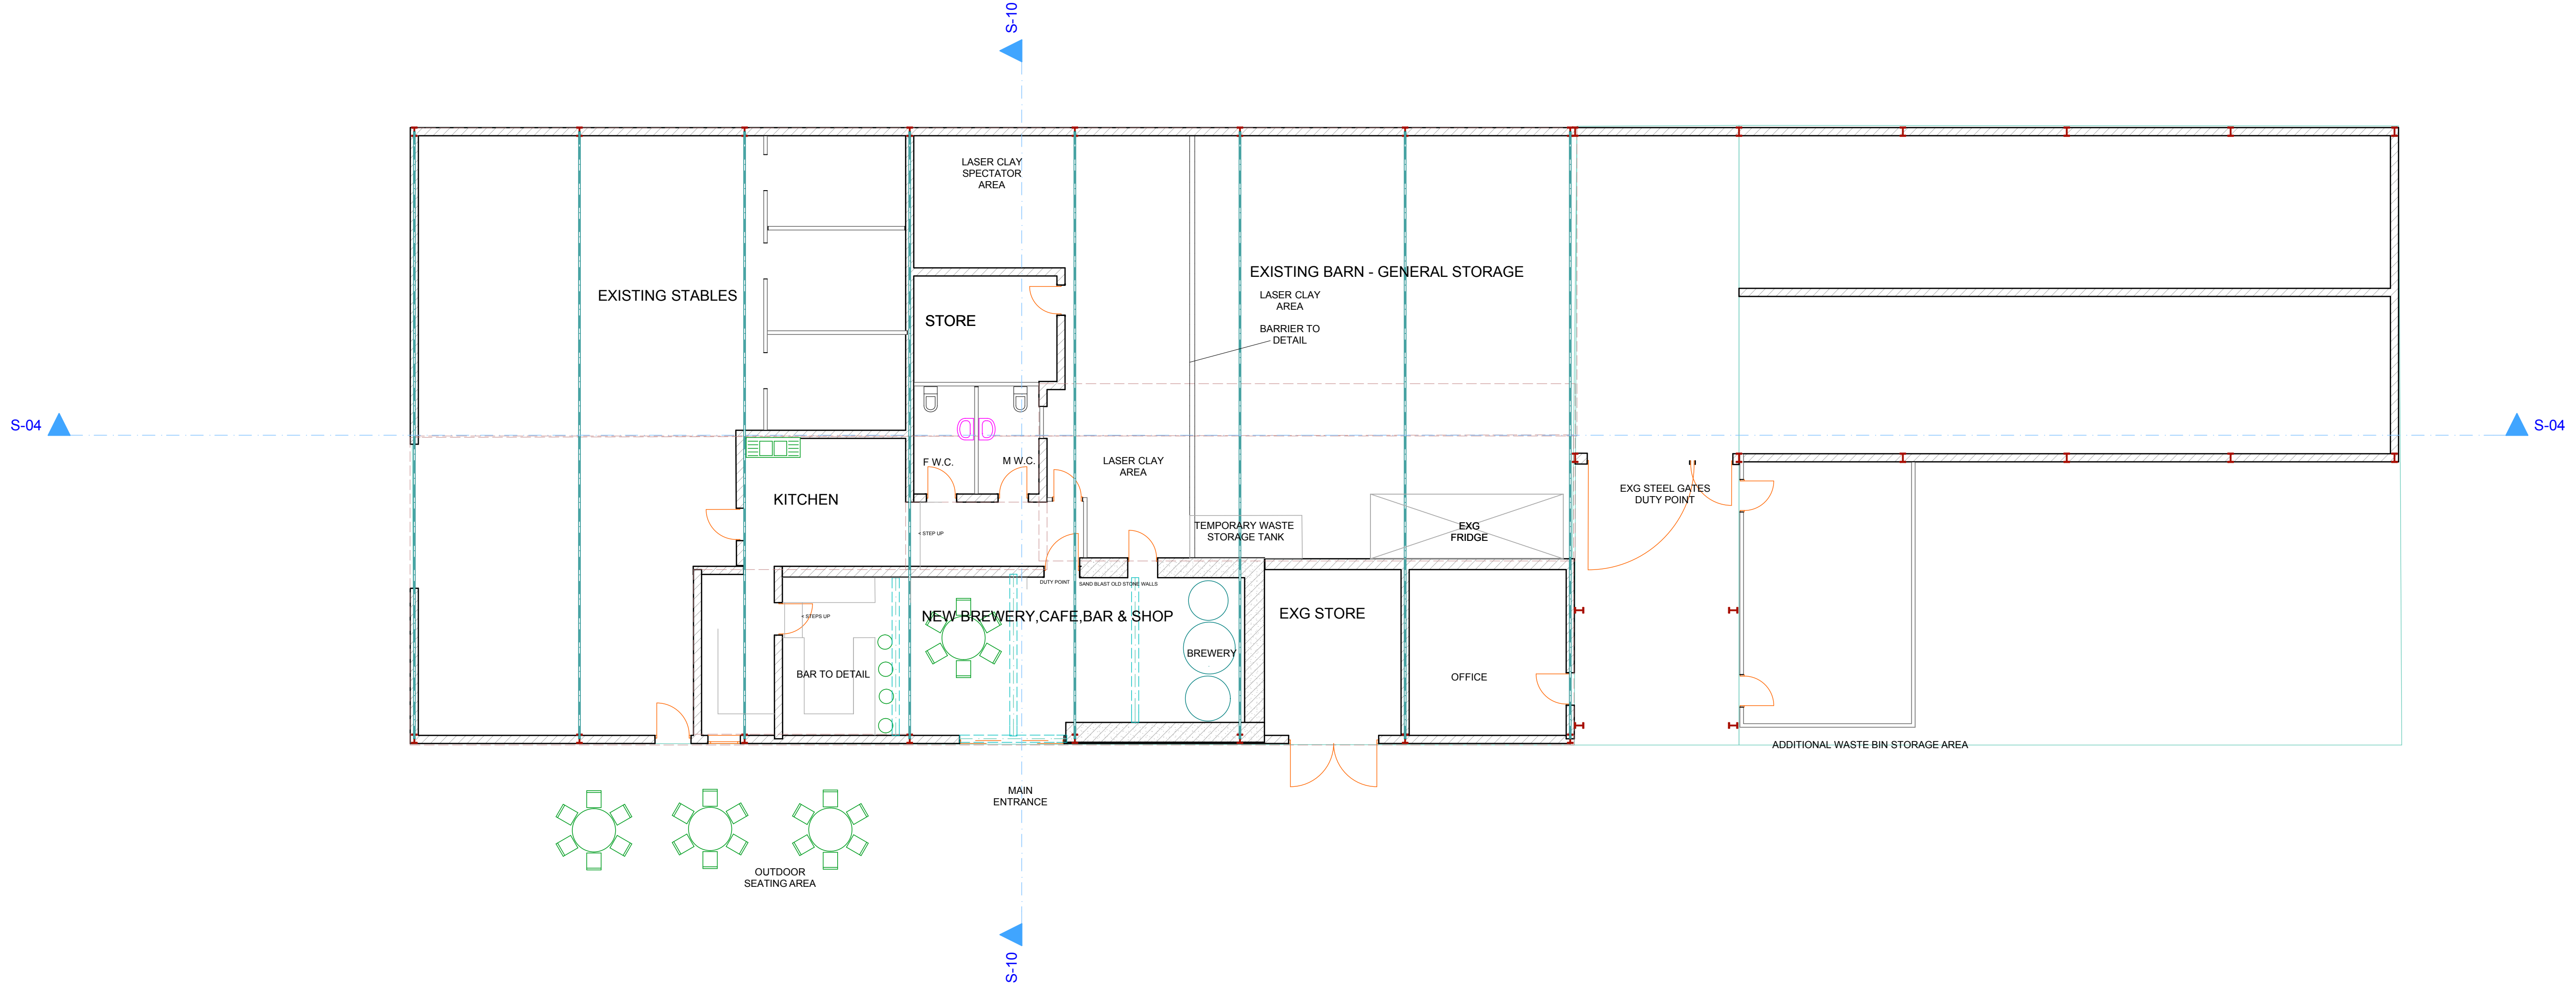 S-10
LASER CLAY
SPECTATOR
AREA
EXISTING BARN - GENERAL STORAGE
EXISTING STABLES
LASER CLAY
AREA
STORE
BARRIER TO
DETAIL
S-04
S-04
F W.C.
M W.C.
LASER CLAY
AREA
KITCHEN
EXG STEEL GATES
DUTY POINT
TEMPORARY WASTE
STORAGE TANK
EXG
FRIDGE
< STEP UP
DUTY POINT
SAND BLAST OLD STONE WALLS
< STEPS UP
NEW BREWERY,CAFE,BAR & SHOP
EXG STORE
BREWERY
BAR TO DETAIL
OFFICE
ADDITIONAL WASTE BIN STORAGE AREA
MAIN
ENTRANCE
OUTDOOR
SEATING AREA
S-10